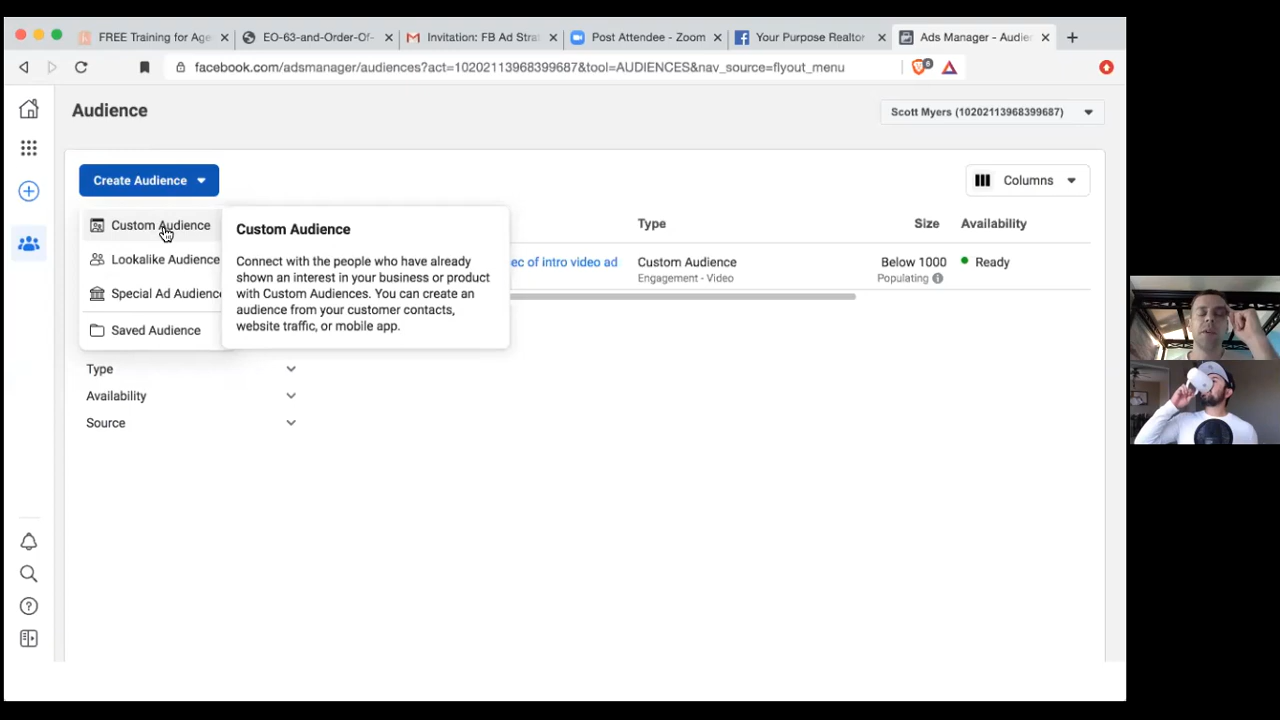 FREE Training for Age
EO-63-and-Order-Of-
Invitation: FB Ad Stra
Post Attendee - Zoom
Your Purpose Realtor
Ads Manager - Audier
facebook.com/adsmanager/audiences?act=10202113968399687&tool=AUDIENCES&nav_source=flyout_menu
6
Audience
Scott Myers (10202113968399687)
Create Audience
Columns
Custom Audience
Lookalike Audience
Special Ad Audience
Saved Audience
Custom Audience
Connect with the people who have already
shown an interest in your business or product
with Custom Audiences. You can create an
audience from your customer contacts,
website traffic, or mobile app.
Type
Size
Availability
ec of intro video ad
Custom Audience
Engagement - Video
Below 1000
Populating
Ready
Type
Availability
Source